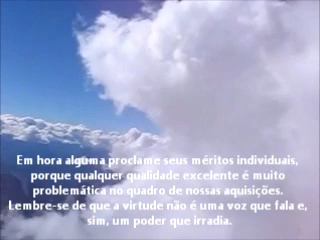 Em hora alguma proclame seus méritos individuais,
porque qualquer qualidade excelente é muito
problemática no quadro de nossas aquisições.
Lembre-se de que a virtude não é uma voz que fala e,
sim, um poder que irradia.